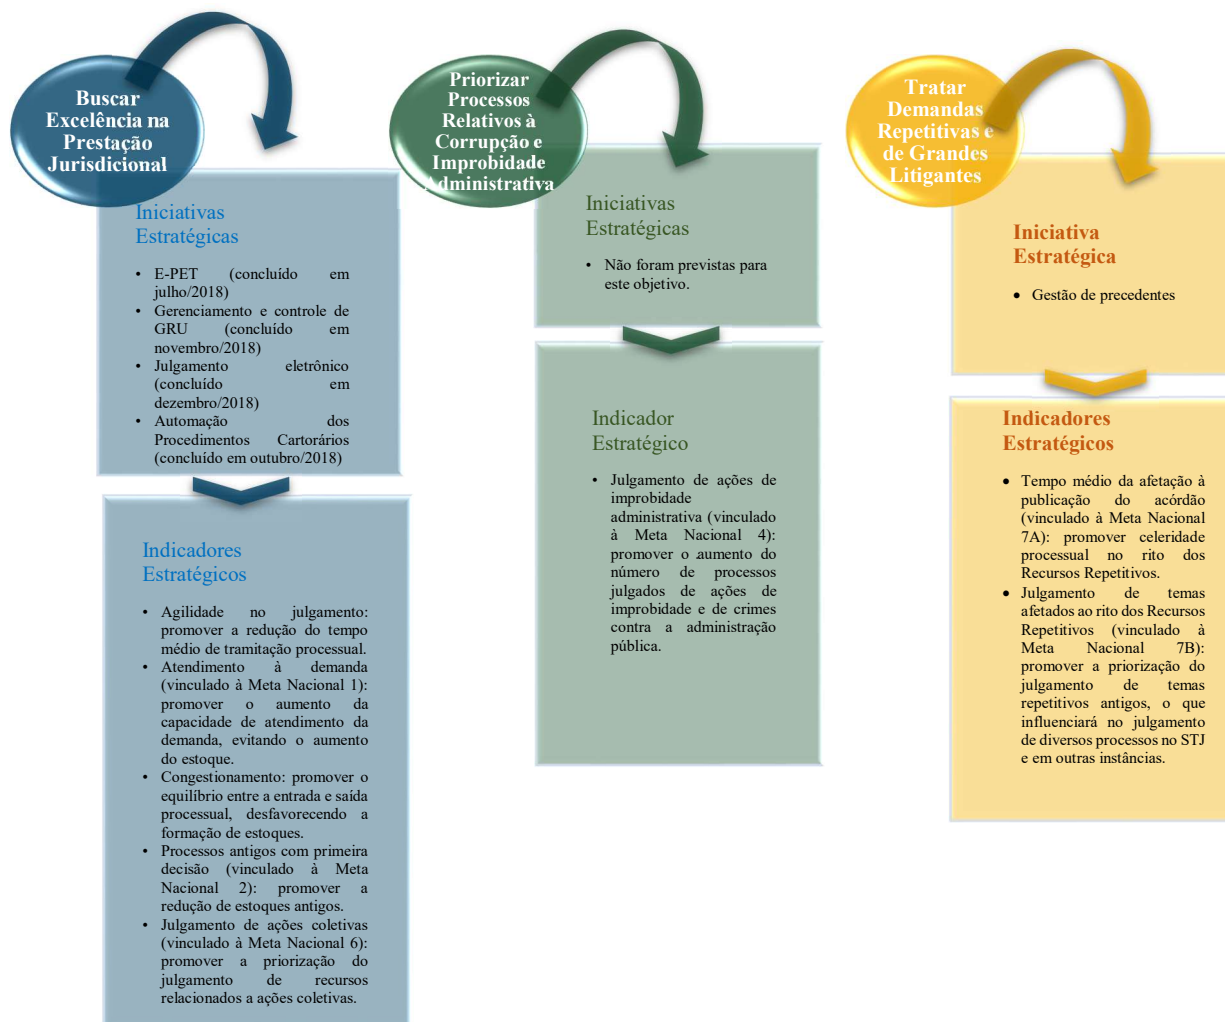 Buscar
Excelência na
Prestação
Jurisdicional
Iniciativas
Estratégicas
• E-PET (concluído em
julho/2018)
• Gerenciamento e controle de
GRU (concluído em
novembro/2018)
• Julgamento eletrônico
(concluído em
dezembro/2018)
• Automação dos
Procedimentos Cartorários
(concluído em outubro/2018)
Indicadores
Estratégicos
• Agilidade no julgamento:
promover a redução do tempo
médio de tramitação processual.
• Atendimento à demanda
(vinculado à Meta Nacional 1):
promover o aumento da
capacidade de atendimento da
demanda, evitando o aumento
do estoque.
• Congestionamento: promover o
equilíbrio entre a entrada e saída
processual, desfavorecendo a
formação de estoques.
• Processos antigos com primeira
decisão (vinculado à Meta
Nacional 2): promover a
redução de estoques antigos.
• Julgamento de ações coletivas
(vinculado à Meta Nacional 6):
promover a priorização do
julgamento de recursos
relacionados a ações coletivas.
Priorizar
Processos
Relativos à
Corrupção e
Improbidade
Administrativa
Iniciativas
Estratégicas
• Não foram previstas para
este objetivo.
Indicador
Estratégico
• Julgamento de ações de
improbidade
administrativa (vinculado
à Meta Nacional 4):
promover o aumento do
número de processos
julgados de ações de
improbidade e de crimes
contra a administração
pública.
Tratar
Demandas
Repetitivas e
de Grandes
Litigantes
Iniciativa
Estratégica
• Gestão de precedentes
Indicadores
Estratégicos
• Tempo médio da afetação à
publicação do acórdão
(vinculado à Meta Nacional
7A): promover celeridade
processual no rito dos
Recursos Repetitivos.
• Julgamento de temas
afetados ao rito dos Recursos
Repetitivos (vinculado à
Meta Nacional 7B):
promover a priorização do
julgamento de temas
repetitivos antigos, o que
influenciará no julgamento
de diversos processos no STJ
e em outras instâncias.